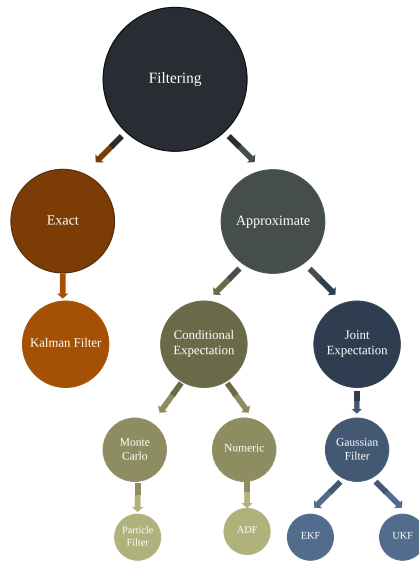 Filtering
Exact
Approximate
Kalman Filter
Conditional
Expectation
Joint
Expectation
Monte
Carlo
Numeric
Gaussian
Filter
Particle
Filter
ADF
EKF
UKF